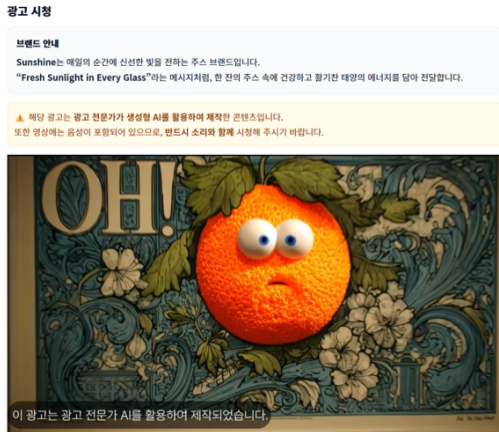 광고 시청
브랜드 안내
Sunshine는 매일의 순간에 신선한 빛을 전하는 주스 브랜드입니다.
“Fresh Sunlight in Every Glass”라는 메시지처럼, 한 잔의 주스 속에 건강하고 활기찬 태양의 에너지를 담아 전달합니다.
해당 광고는 광고 전문가가 생성형 AI를 활용하여 제작한 콘텐츠입니다.
또한 영상에는 음성이 포함되어 있으므로, 반드시 소리와 함께 시청해 주시기 바랍니다.
OH!
이 광고는 광고 전문가 AI를 활용하여 제작되었습니다.